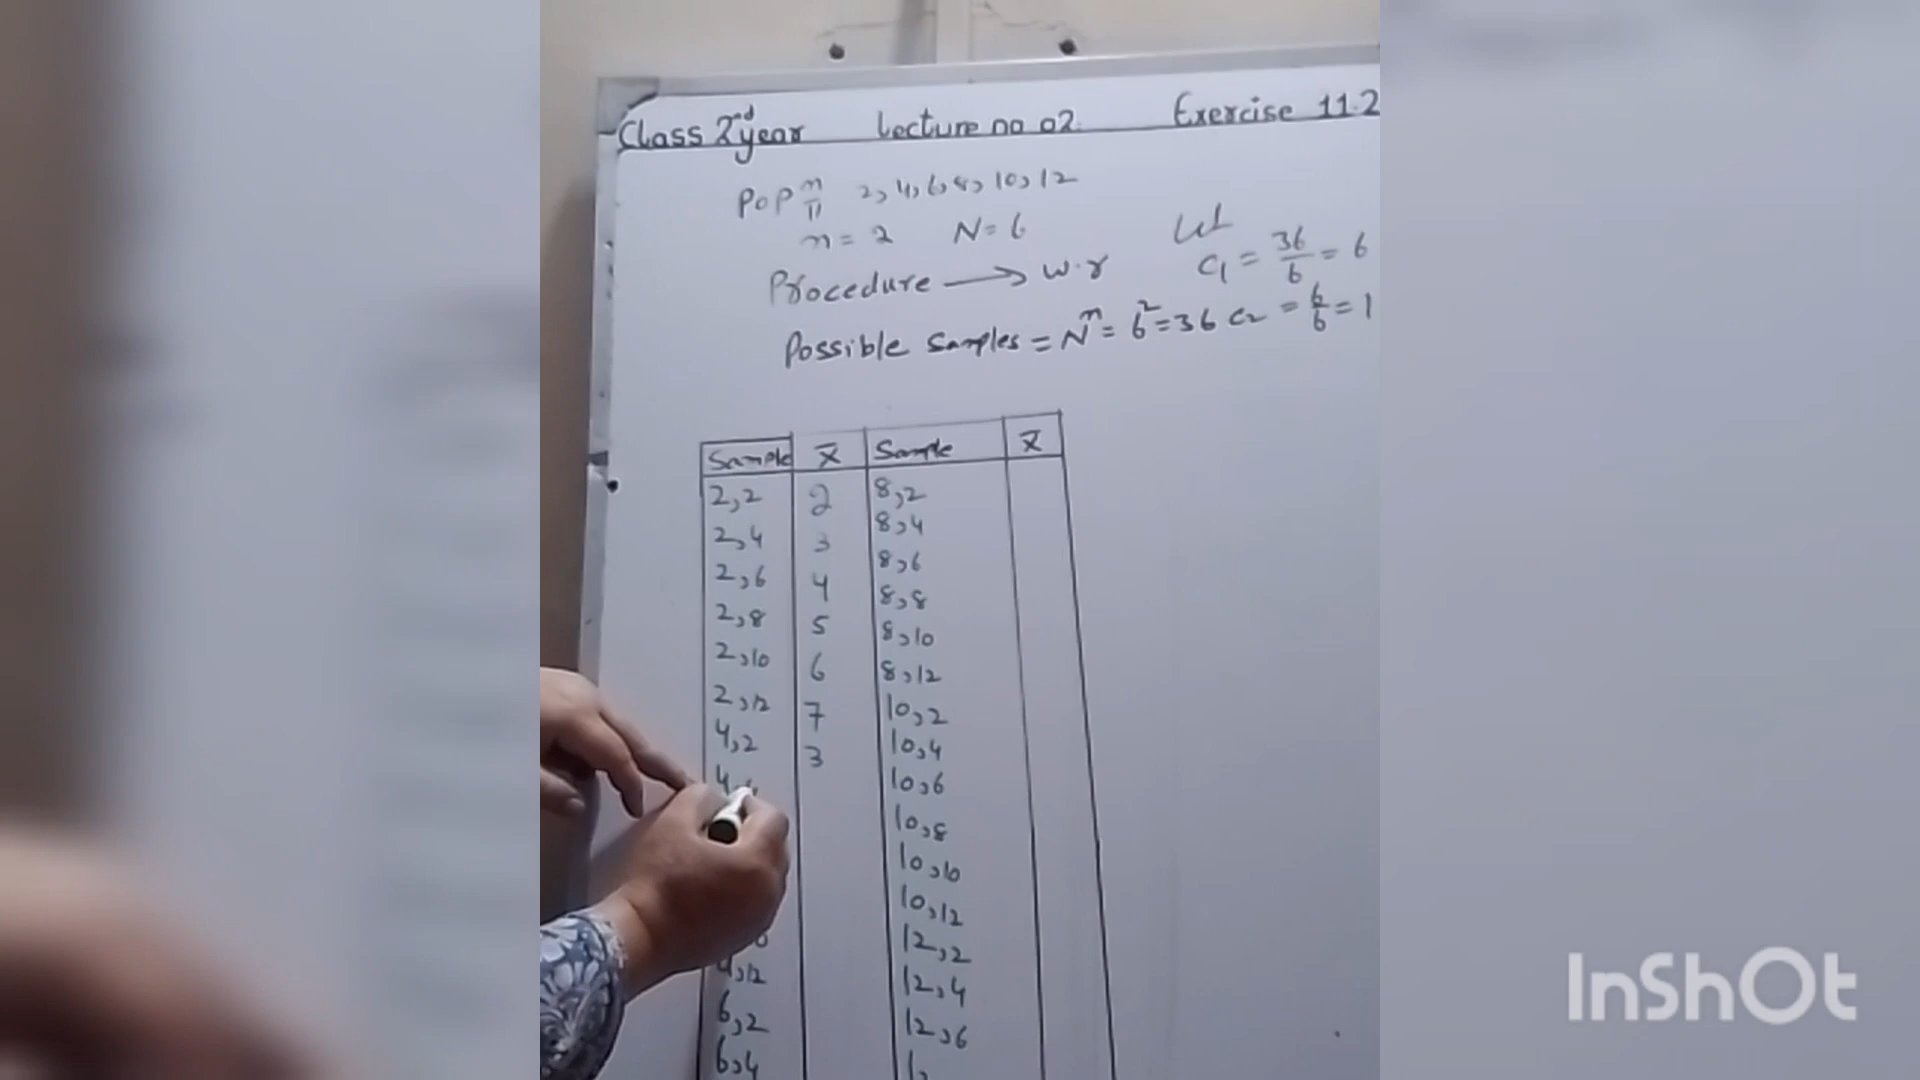 Class 2nd year Lecture no 02 Exercise 11.2
Popn 2, 4, 6, 8, 10, 12
n = 2 N = 6
Let
C1 = 36/6 = 6
Procedure → w.r
Possible Samples = N^n = 6^2 = 36 C2 = 6/6 = 1
Sample X̄ Sample X̄
2,2 2 8,2
2,4 3 8,4
2,6 4 8,6
2,8 5 8,8
2,10 6 8,10
2,12 7 8,12
4,2 3 10,2
10,4
10,6
10,8
10,10
10,12
12,2
4,12 12,4
6,2 12,6
6,4
InShOt